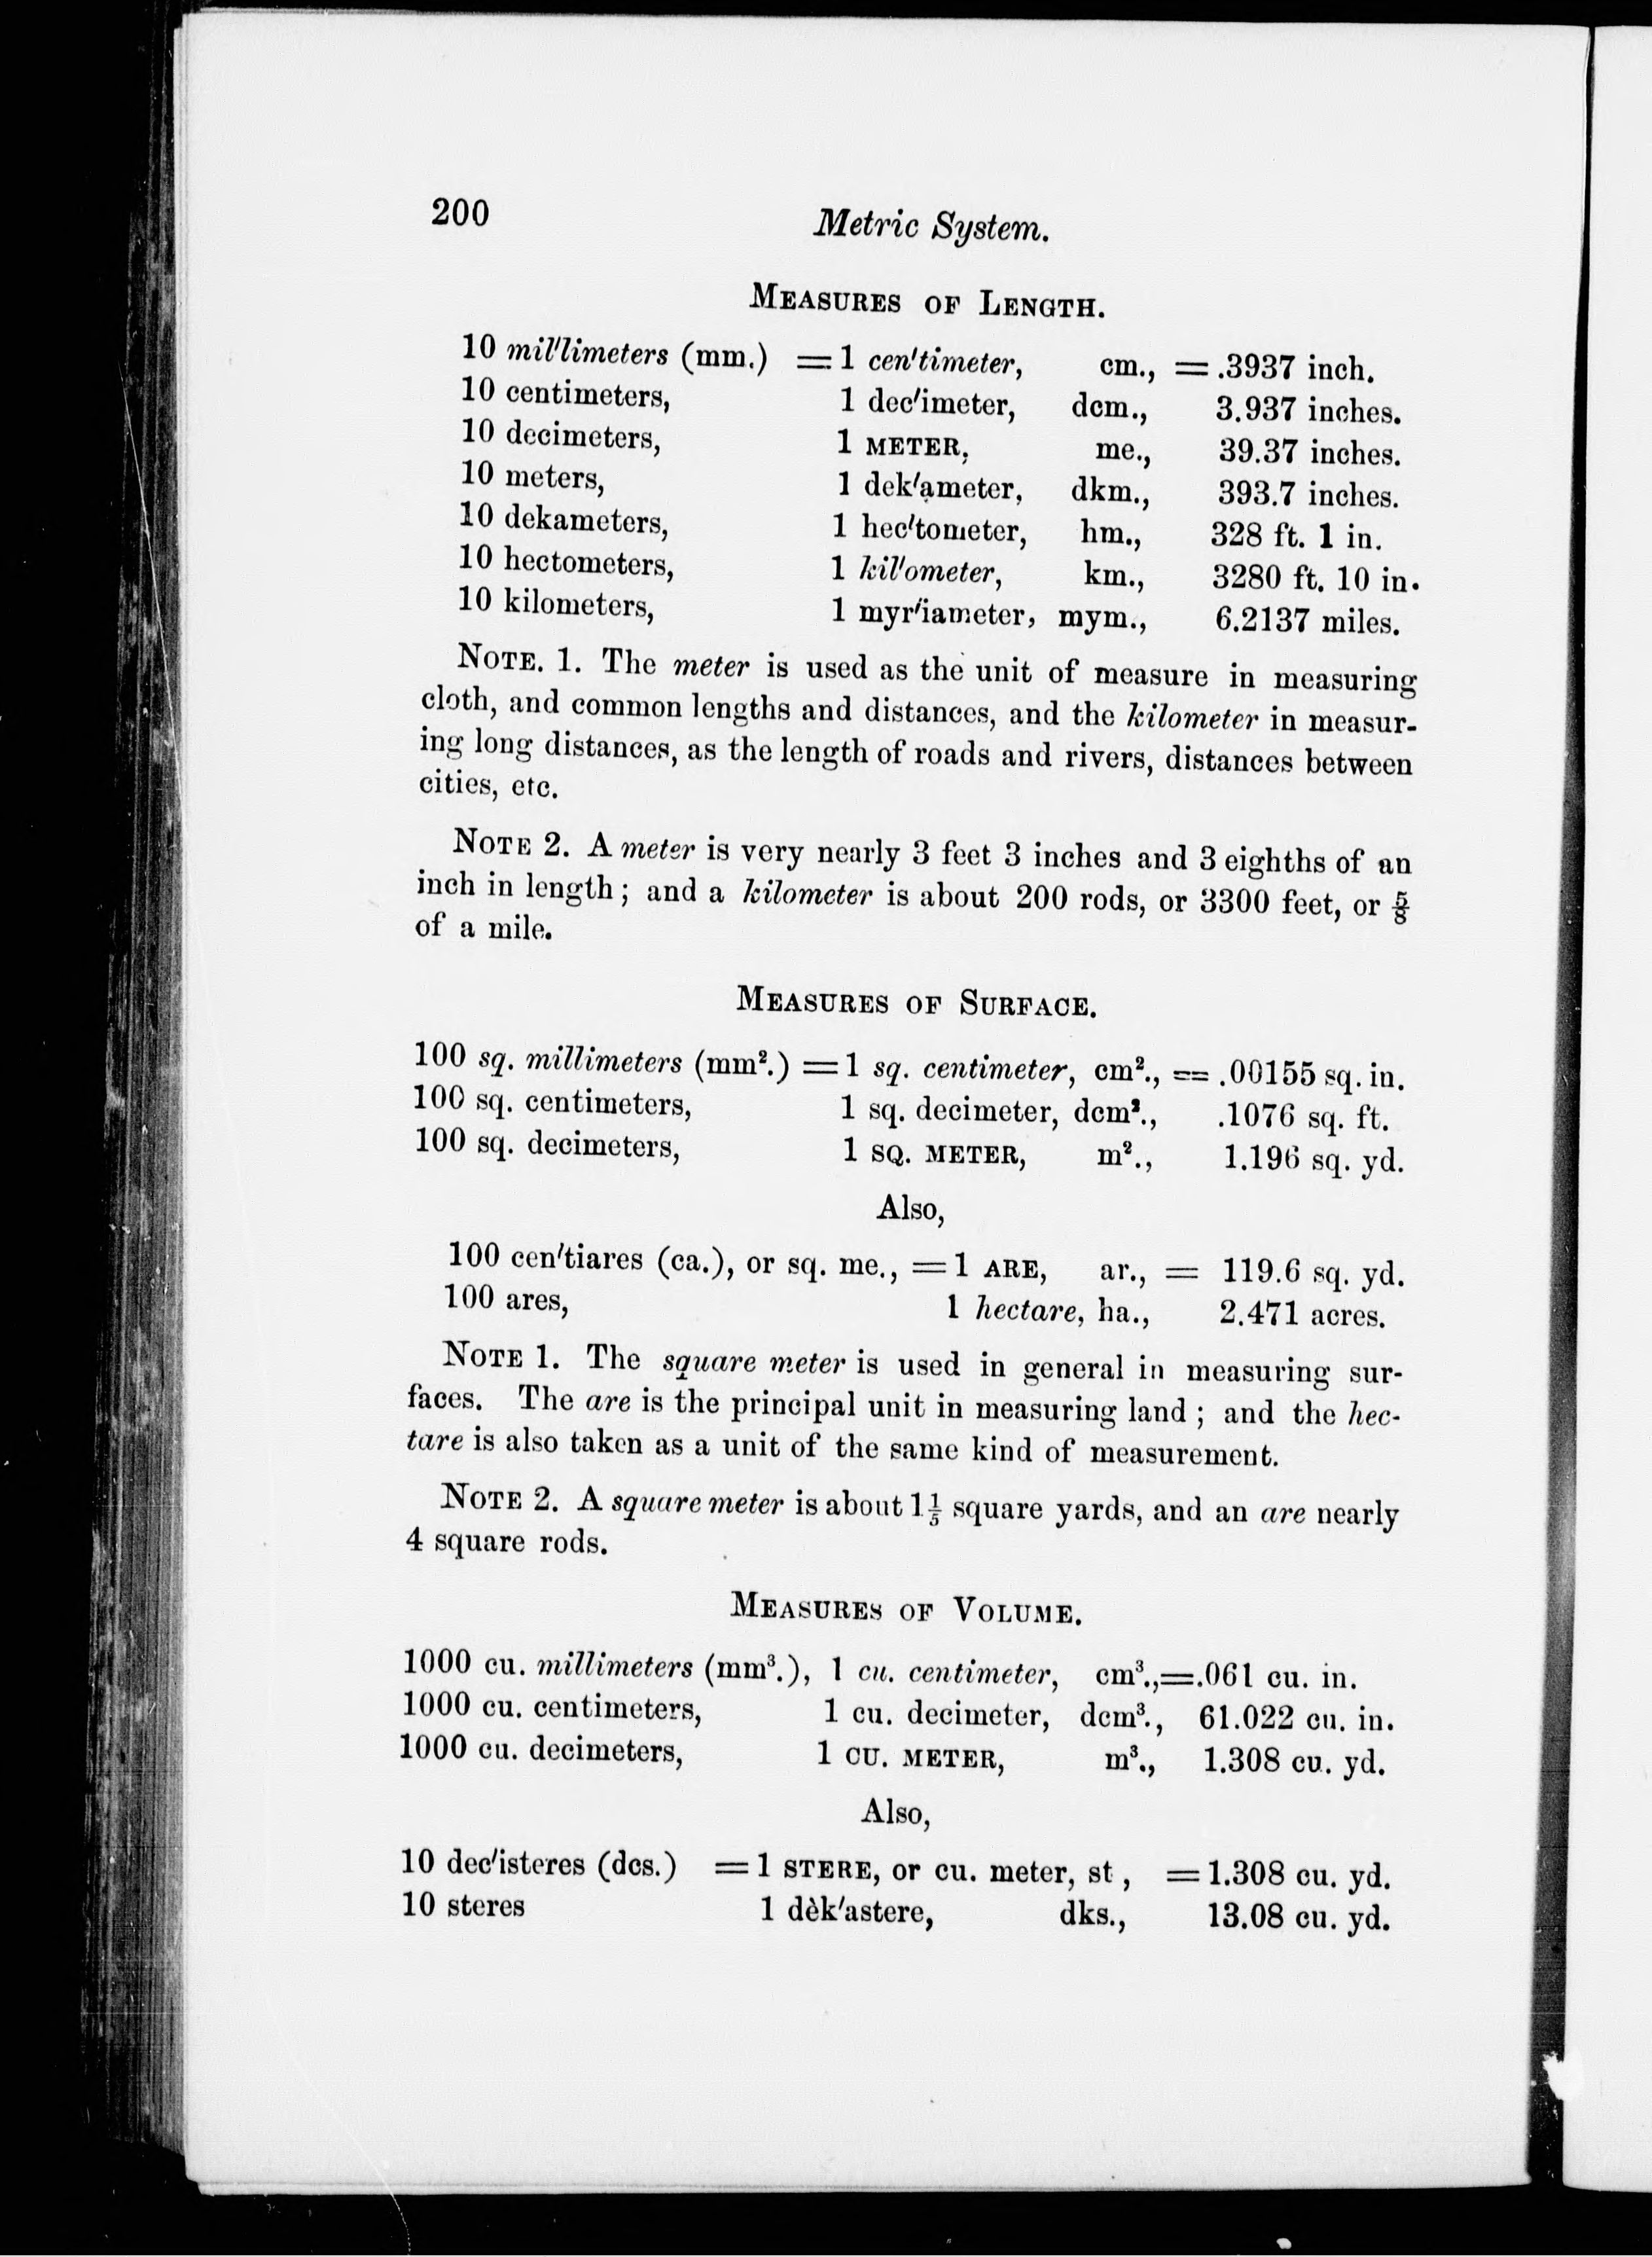 200 Metric System.
MEASURES OF LENGTH.
10 mil'limeters (mm.) = 1 cen'timeter, cm., = .3937 inch.
10 centimeters, 1 dec'imeter, dcm., 3.937 inches.
10 decimeters, 1 METER, me., 39.37 inches.
10 meters, 1 dek'ameter, dkm., 393.7 inches.
10 dekameters, 1 hec'tometer, hm., 328 ft. 1 in.
10 hectometers, 1 kil'ometer, km., 3280 ft. 10 in.
10 kilometers, 1 myr'iameter, mym., 6.2137 miles.
NOTE. 1. The meter is used as the unit of measure in measuring
cloth, and common lengths and distances, and the kilometer in measur-
ing long distances, as the length of roads and rivers, distances between
cities, etc.
NOTE 2. A meter is very nearly 3 feet 3 inches and 3 eighths of an
inch in length; and a kilometer is about 200 rods, or 3300 feet, or 5/8
of a mile.
MEASURES OF SURFACE.
100 sq. millimeters (mm².) = 1 sq. centimeter, cm²., = .00155 sq. in.
100 sq. centimeters, 1 sq. decimeter, dcm²., .1076 sq. ft.
100 sq. decimeters, 1 SQ. METER, m²., 1.196 sq. yd.
Also,
100 cen'tiares (ca.), or sq. me., = 1 ARE, ar., = 119.6 sq. yd.
100 ares, 1 hectare, ha., 2.471 acres.
NOTE 1. The square meter is used in general in measuring sur-
faces. The are is the principal unit in measuring land; and the hec-
tare is also taken as a unit of the same kind of measurement.
NOTE 2. A square meter is about 1 1/5 square yards, and an are nearly
4 square rods.
MEASURES OF VOLUME.
1000 cu. millimeters (mm³.), 1 cu. centimeter, cm³.,=.061 cu. in.
1000 cu. centimeters, 1 cu. decimeter, dcm³., 61.022 cu. in.
1000 cu. decimeters, 1 CU. METER, m³., 1.308 cu. yd.
Also,
10 dec'isteres (dcs.) = 1 STERE, or cu. meter, st , = 1.308 cu. yd.
10 steres 1 dèk'astere, dks., 13.08 cu. yd.